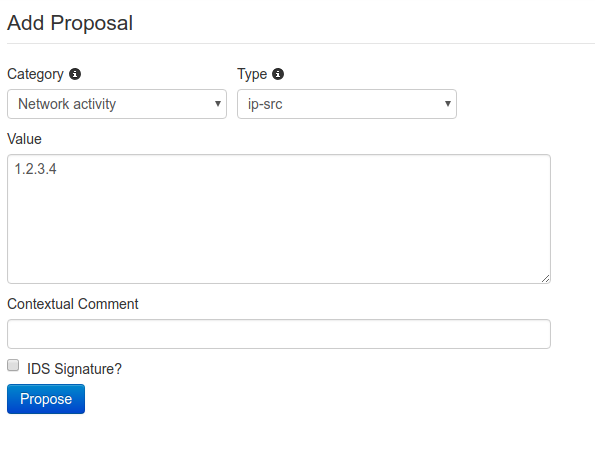 Add Proposal
Category Type
Network activity ip-src
Value
1.2.3.4
Contextual Comment
IDS Signature?
Propose